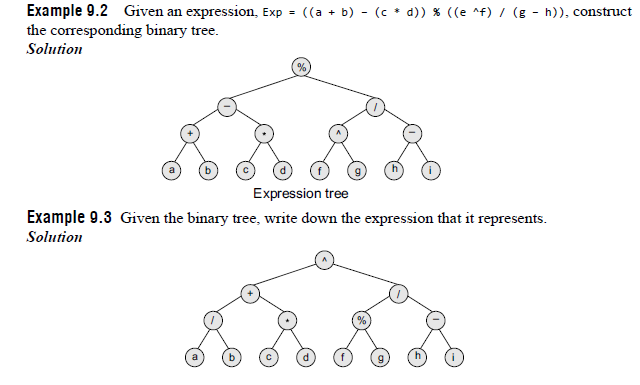 Example 9.2 Given an expression, Exp = ((a + b) – (c * d)) % ((e ^f) / (g – h)), construct
the corresponding binary tree.
Solution
%
– /
+ * ^ –
a b c d f g h i
Expression tree
Example 9.3 Given the binary tree, write down the expression that it represents.
Solution
^
+ /
/ * % –
a b c d f g h i